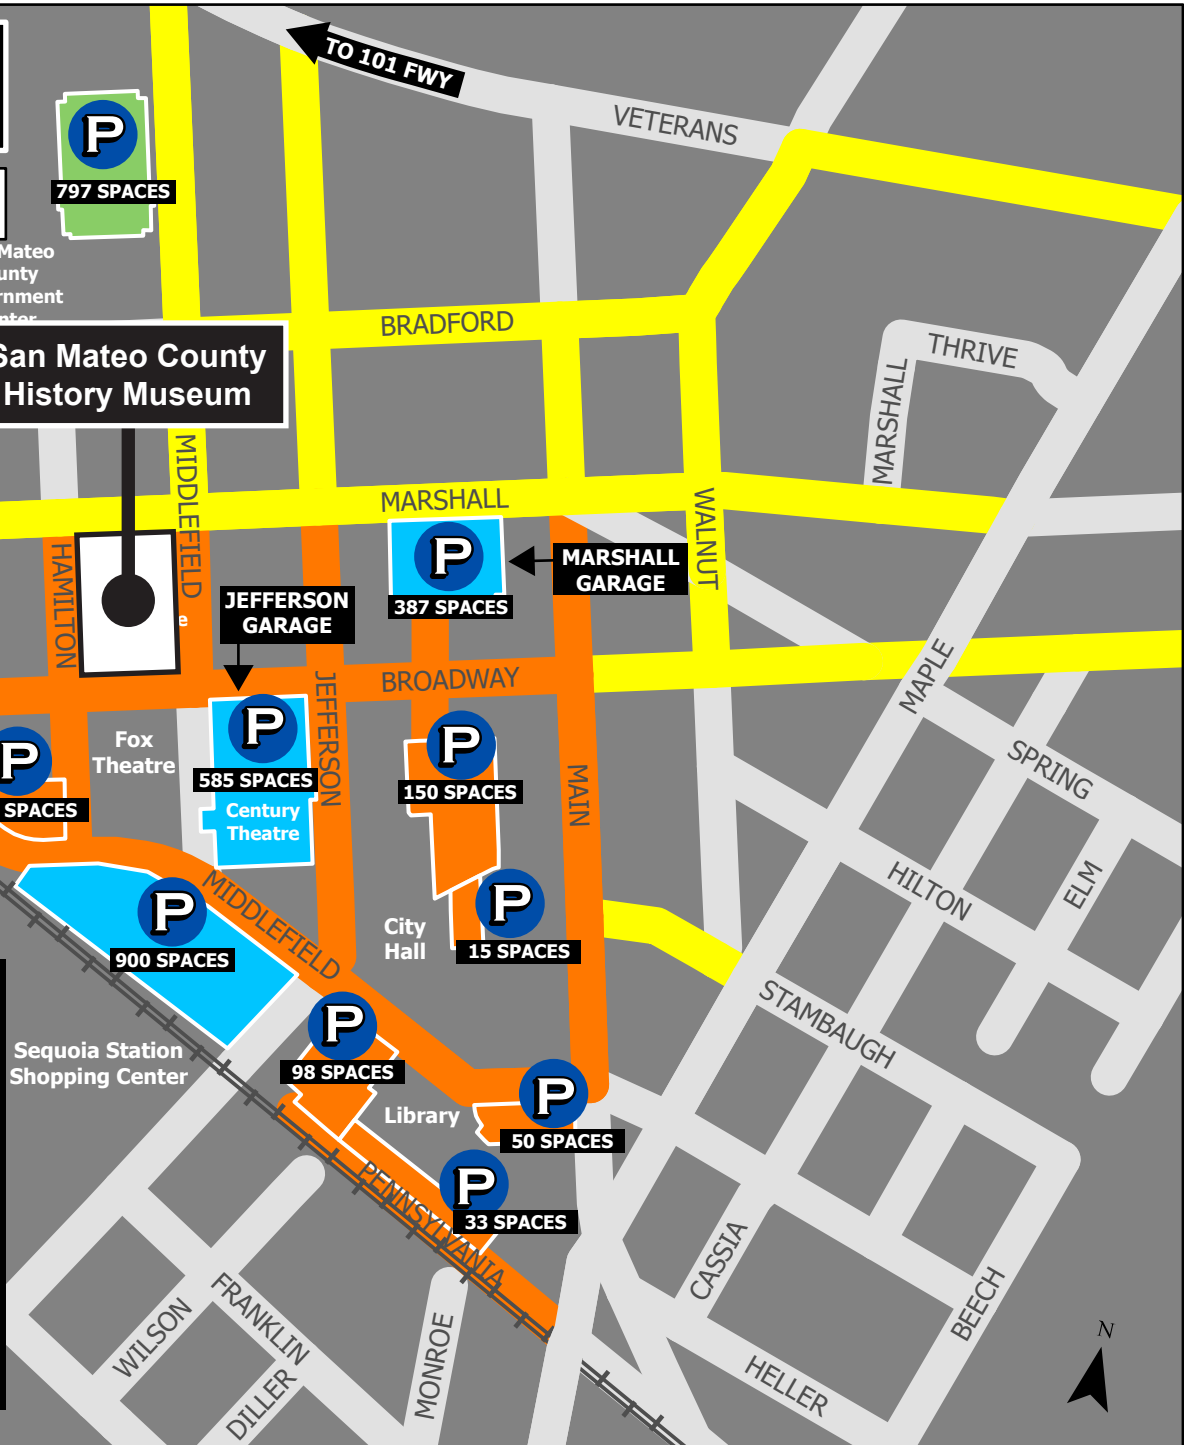 TO 101 FWY
VETERANS
P
797 SPACES
Mateo
unty
rnment
nter
BRADFORD
THRIVE
MARSHALL
San Mateo County
History Museum
MIDDLEFIELD
MARSHALL
WALNUT
HAMILTON
P
387 SPACES
MARSHALL
GARAGE
JEFFERSON
GARAGE
e
BROADWAY
MAPLE
JEFFERSON
Fox
Theatre
P
585 SPACES
Century
Theatre
P
SPACES
P
150 SPACES
MAIN
SPRING
HILTON
ELM
MIDDLEFIELD
P
900 SPACES
City
Hall
P
15 SPACES
STAMBAUGH
Sequoia Station
Shopping Center
P
98 SPACES
Library
P
50 SPACES
P
33 SPACES
PENNSYLVANIA
CASSIA
BEECH
WILSON
FRANKLIN
DILLER
MONROE
HELLER
N